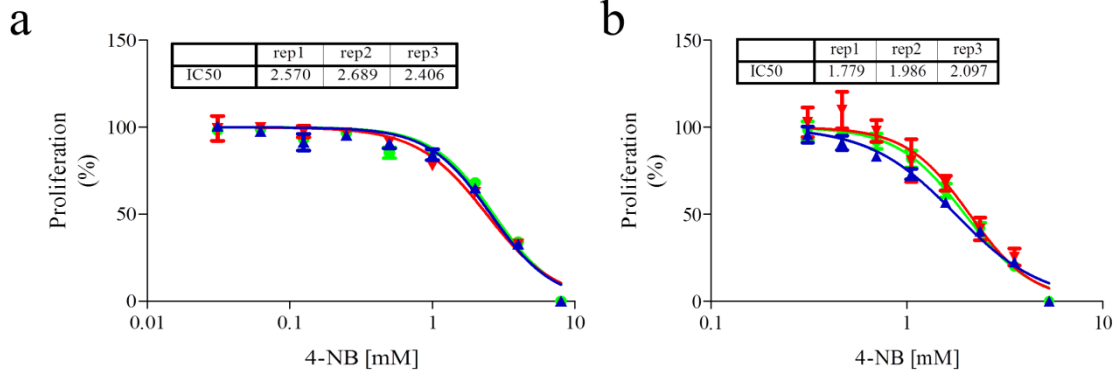 a
rep1 rep2 rep3
IC50 2.570 2.689 2.406
150
100
50
0
Proliferation
(%)
0.01 0.1 1 10
4-NB [mM]
b
rep1 rep2 rep3
IC50 1.779 1.986 2.097
150
100
50
0
Proliferation
(%)
0.1 1 10
4-NB [mM]